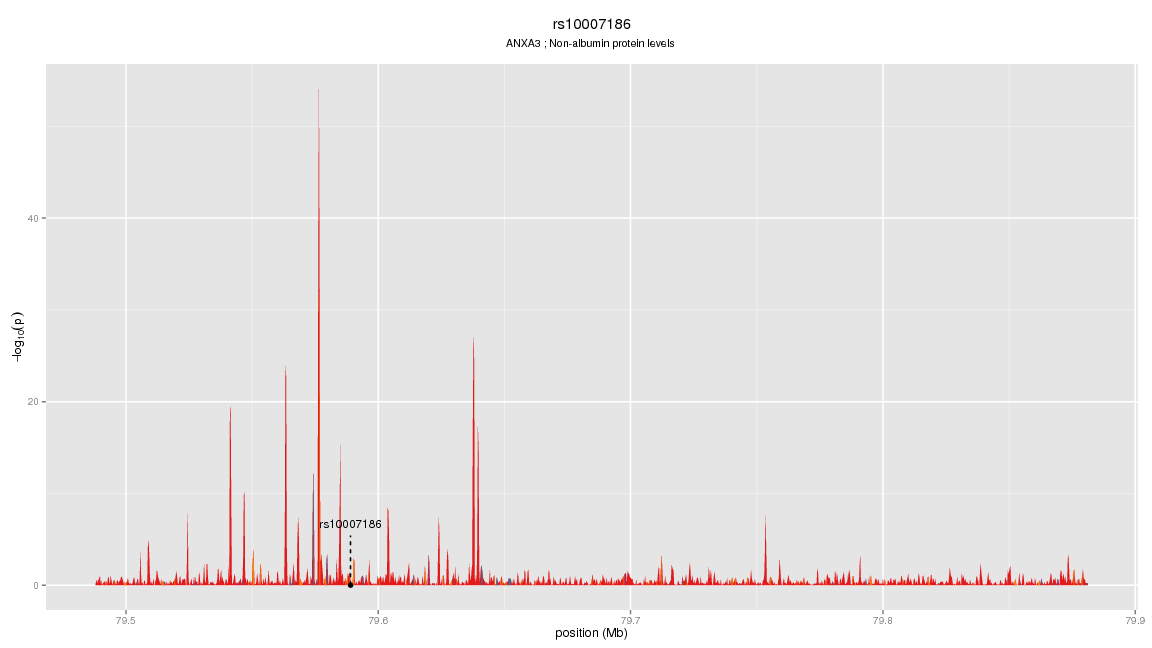 rs10007186
ANXA3 ; Non-albumin protein levels
−log10(p)
40
20
0
rs10007186
79.5 79.6 79.7 79.8 79.9
position (Mb)